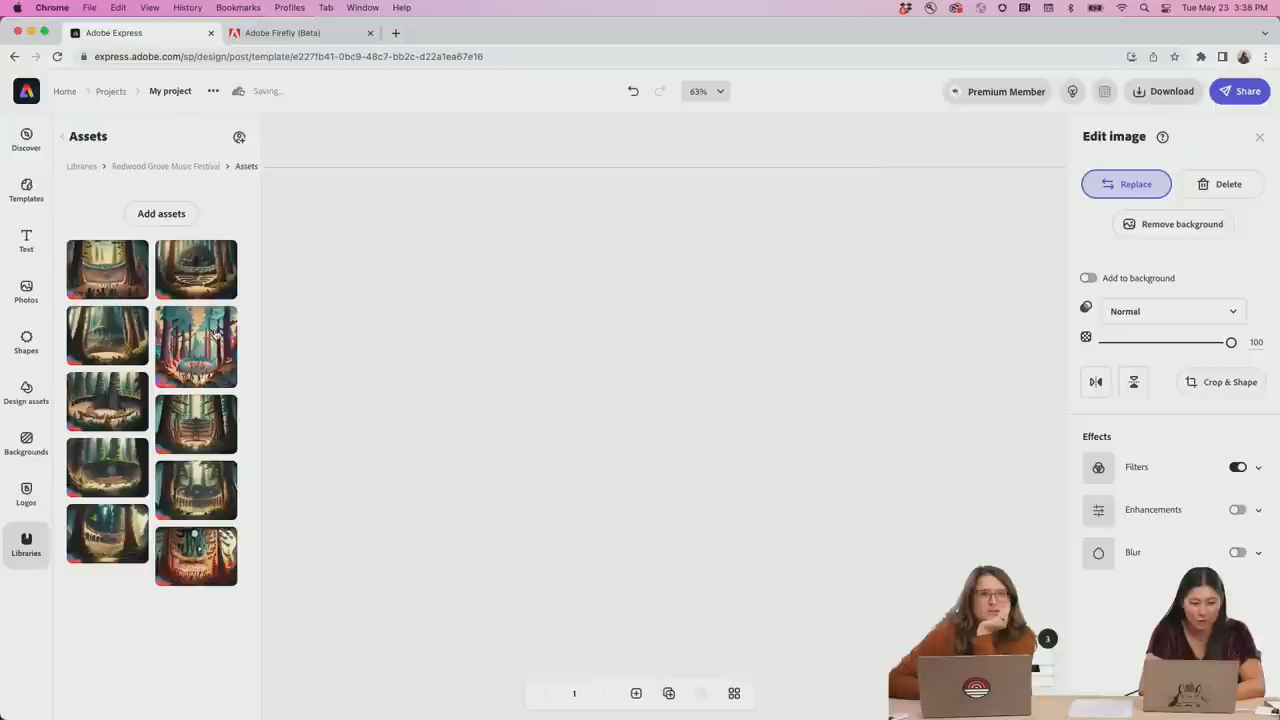 Chrome File Edit View History Bookmarks Profiles Tab Window Help Tue May 23 3:38 PM
Adobe Express Adobe Firefly (Beta)
express.adobe.com/sp/design/post/template/e227fb41-0bc9-48c7-bb2c-d22a1ea67e16
Home Projects My project Saving... 63% Premium Member Download Share
Discover
Templates
Text
Photos
Shapes
Design assets
Backgrounds
Logos
Libraries
Assets
Libraries > Redwood Grove Music Festival > Assets
Add assets
1
Edit image
Replace Delete
Remove background
Add to background
Normal
100
Crop & Shape
Effects
Filters
Enhancements
Blur
3